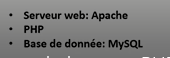 • Serveur web: Apache
• PHP
• Base de donnée: MySQL